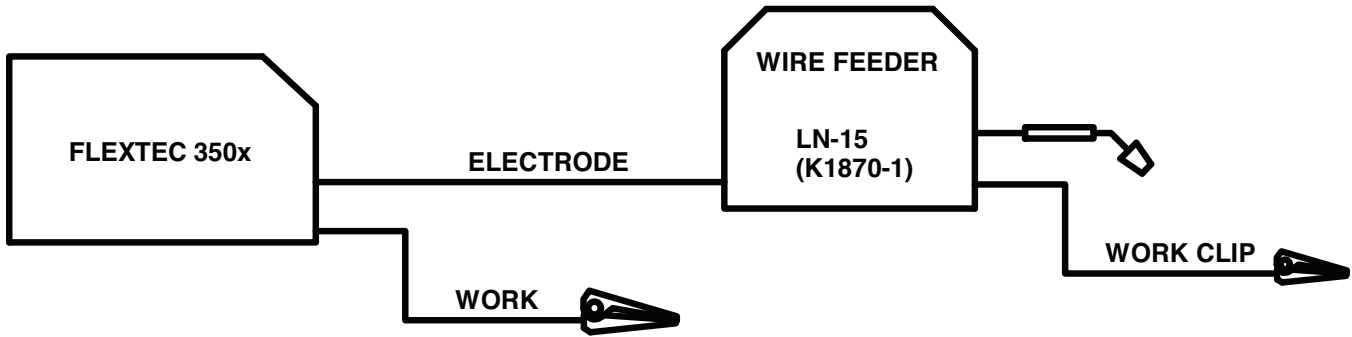 WIRE FEEDER
FLEXTEC 350x
ELECTRODE
LN-15
(K1870-1)
WORK
WORK CLIP